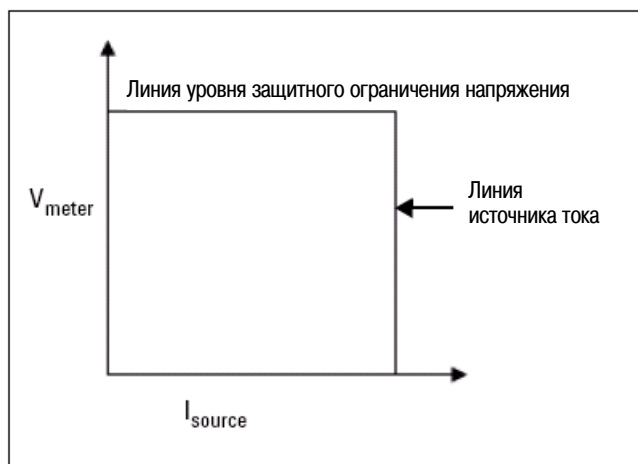 Линия уровня защитного ограничения напряжения
V_meter
Линия
источника тока
I_source